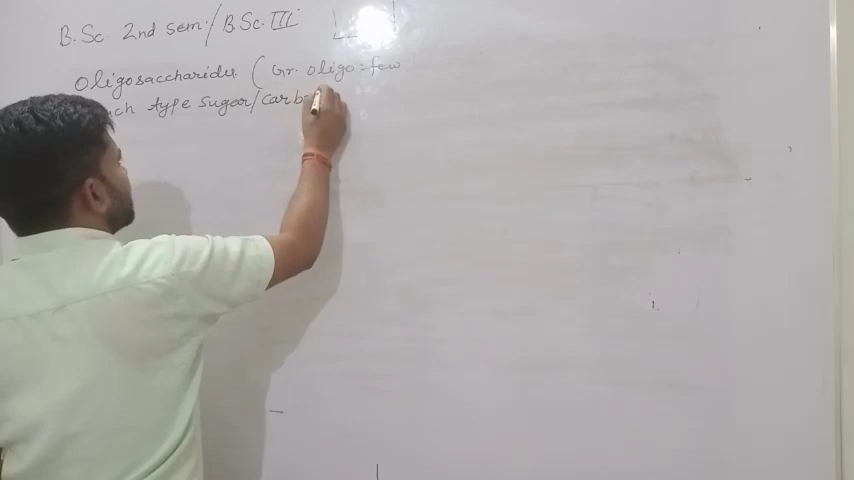 B.Sc. 2nd sem./B.Sc.III
Oligosaccharides (Gr. oligo=few
type sugar/carb